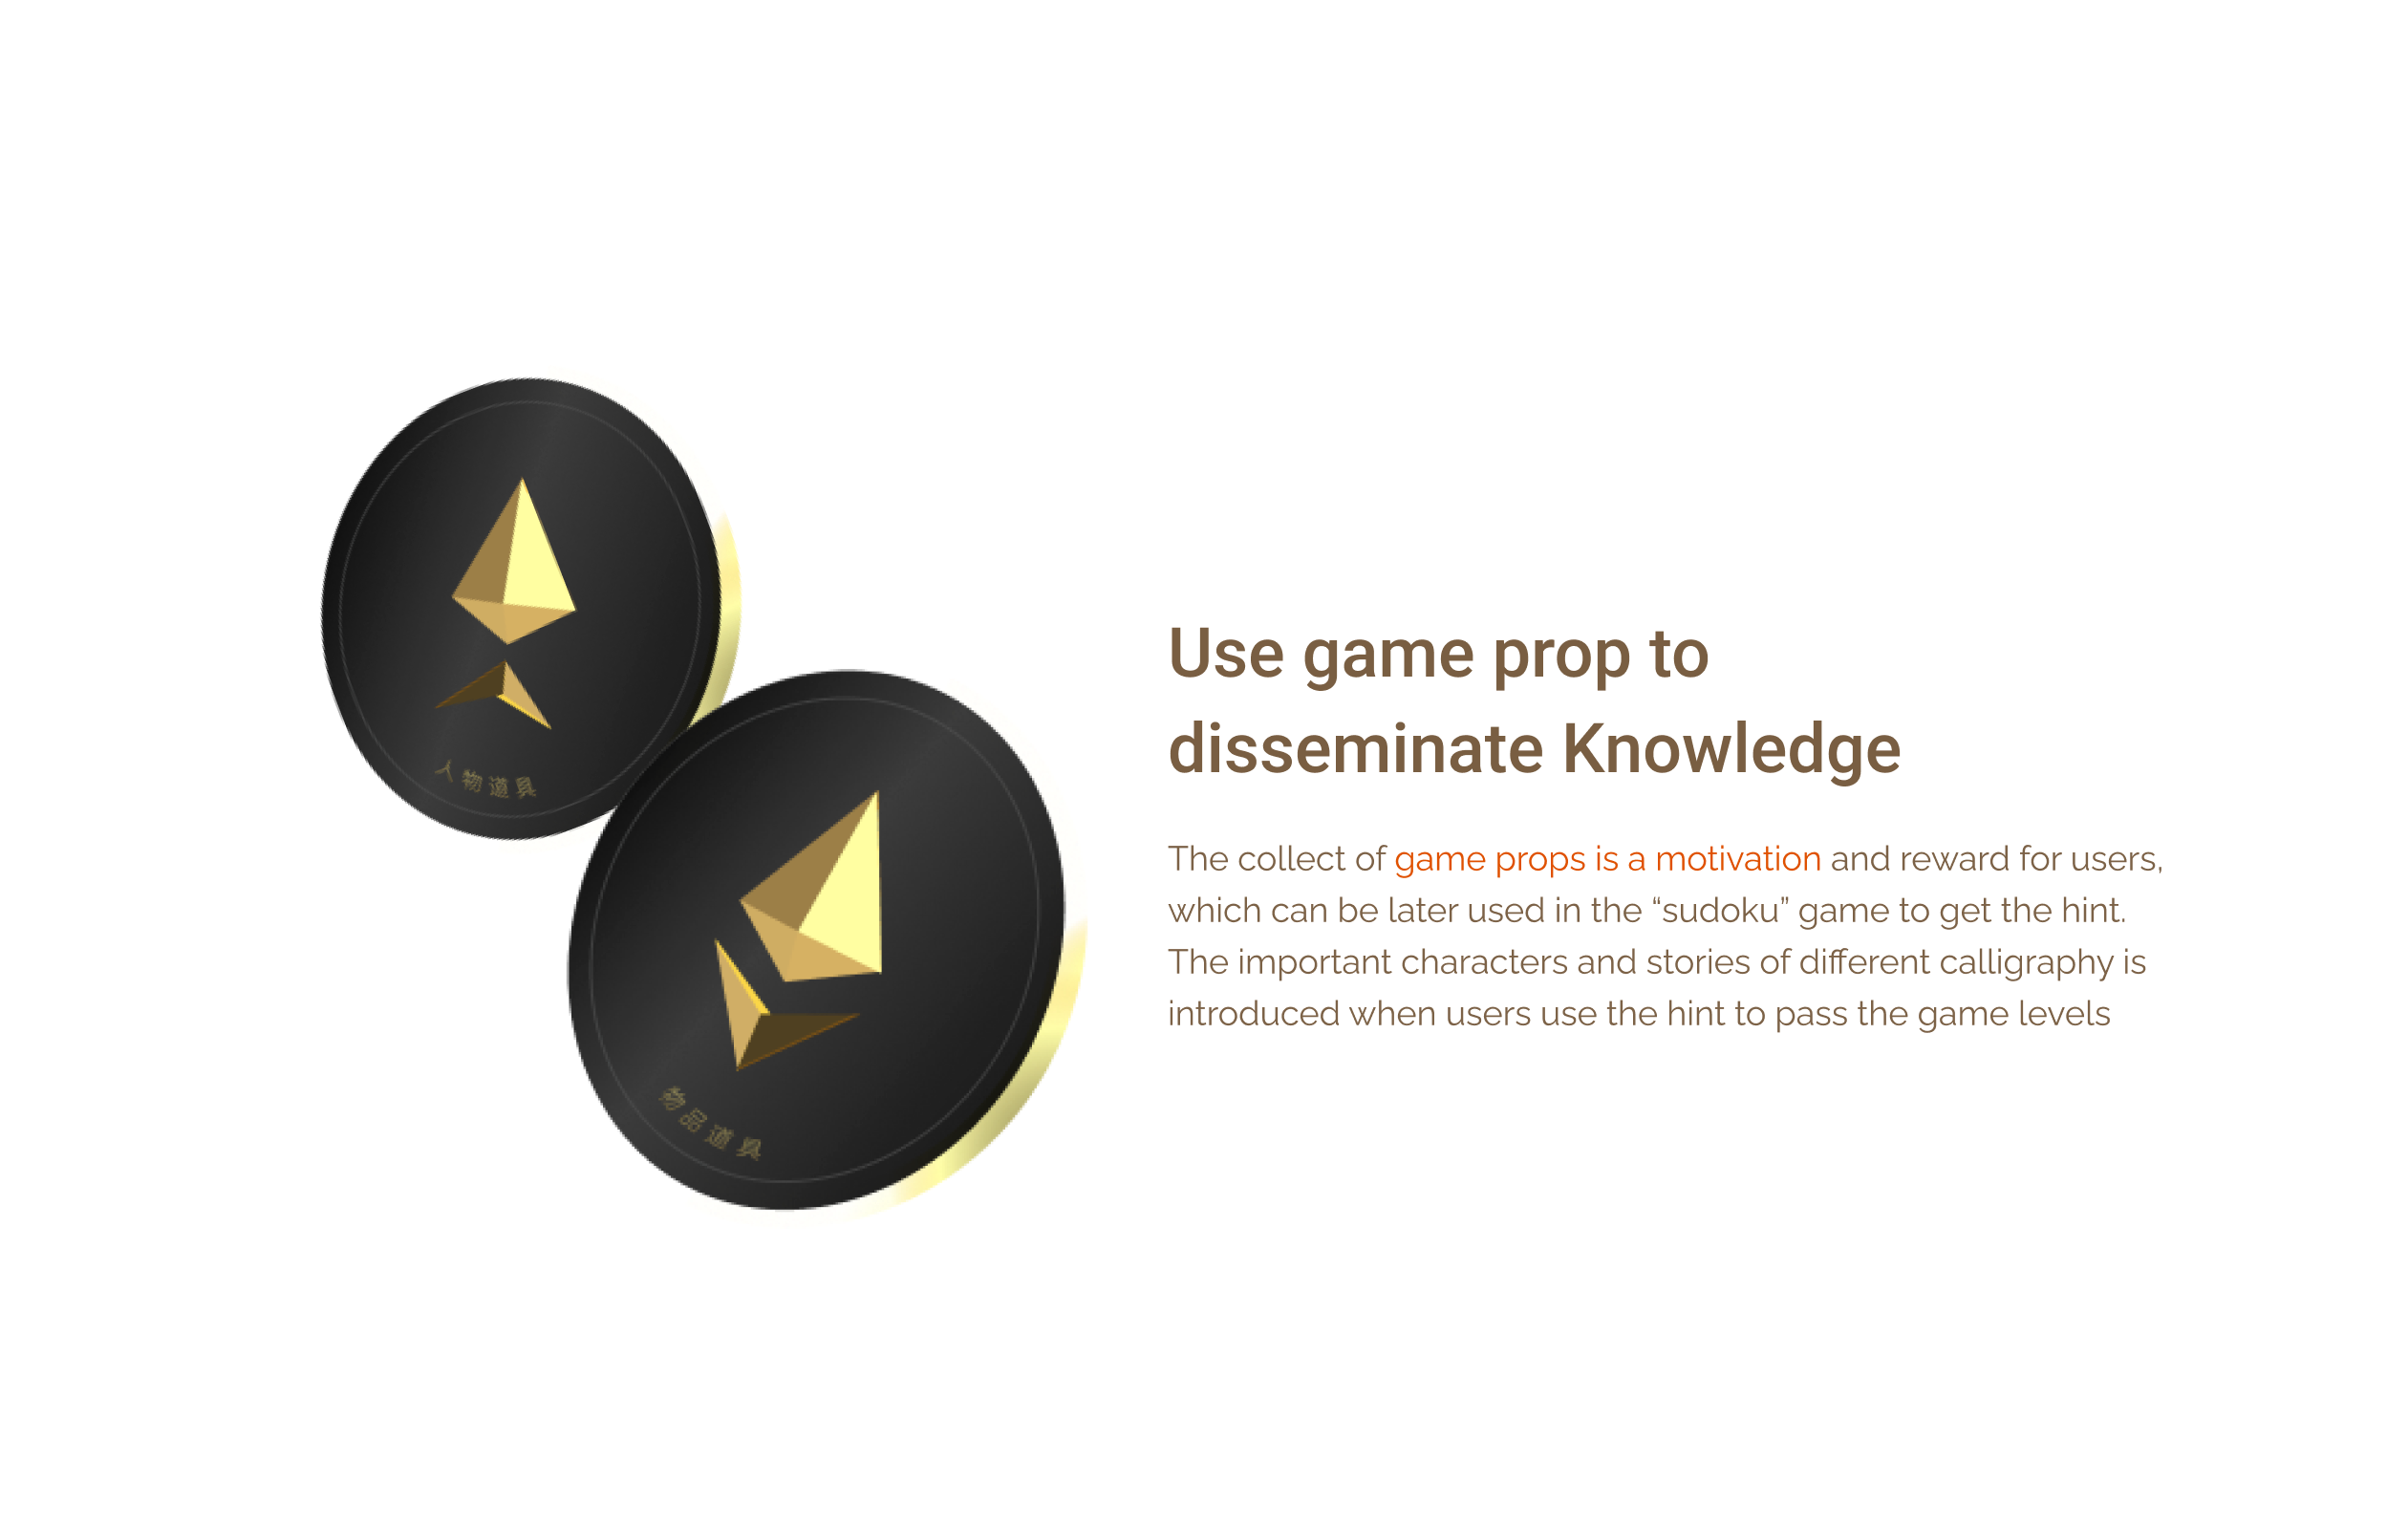 人物道具
物品道具
Use game prop to
disseminate Knowledge
The collect of game props is a motivation and reward for users,
which can be later used in the “sudoku” game to get the hint.
The important characters and stories of different calligraphy is
introduced when users use the hint to pass the game levels